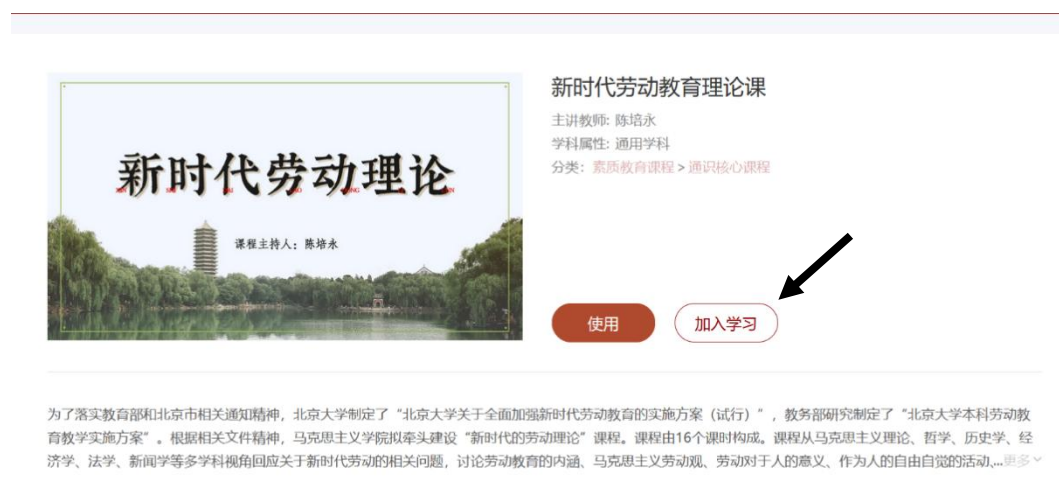 新时代劳动教育理论课
主讲教师: 陈培永
学科属性: 通用学科
分类: 素质教育课程 > 通识核心课程
新时代劳动理论
课程主持人：陈培永
使用
加入学习
为了落实教育部和北京市相关通知精神，北京大学制定了“北京大学关于全面加强新时代劳动教育的实施方案（试行）”，教务部研究制定了“北京大学本科劳动教
育教学实施方案”。根据相关文件精神，马克思主义学院拟牵头建设“新时代的劳动理论”课程。课程由16个课时构成。课程从马克思主义理论、哲学、历史学、经
济学、法学、新闻学等多学科视角回应关于新时代劳动的相关问题，讨论劳动教育的内涵、马克思主义劳动观、劳动对于人的意义、作为人的自由自觉的活动、...更多